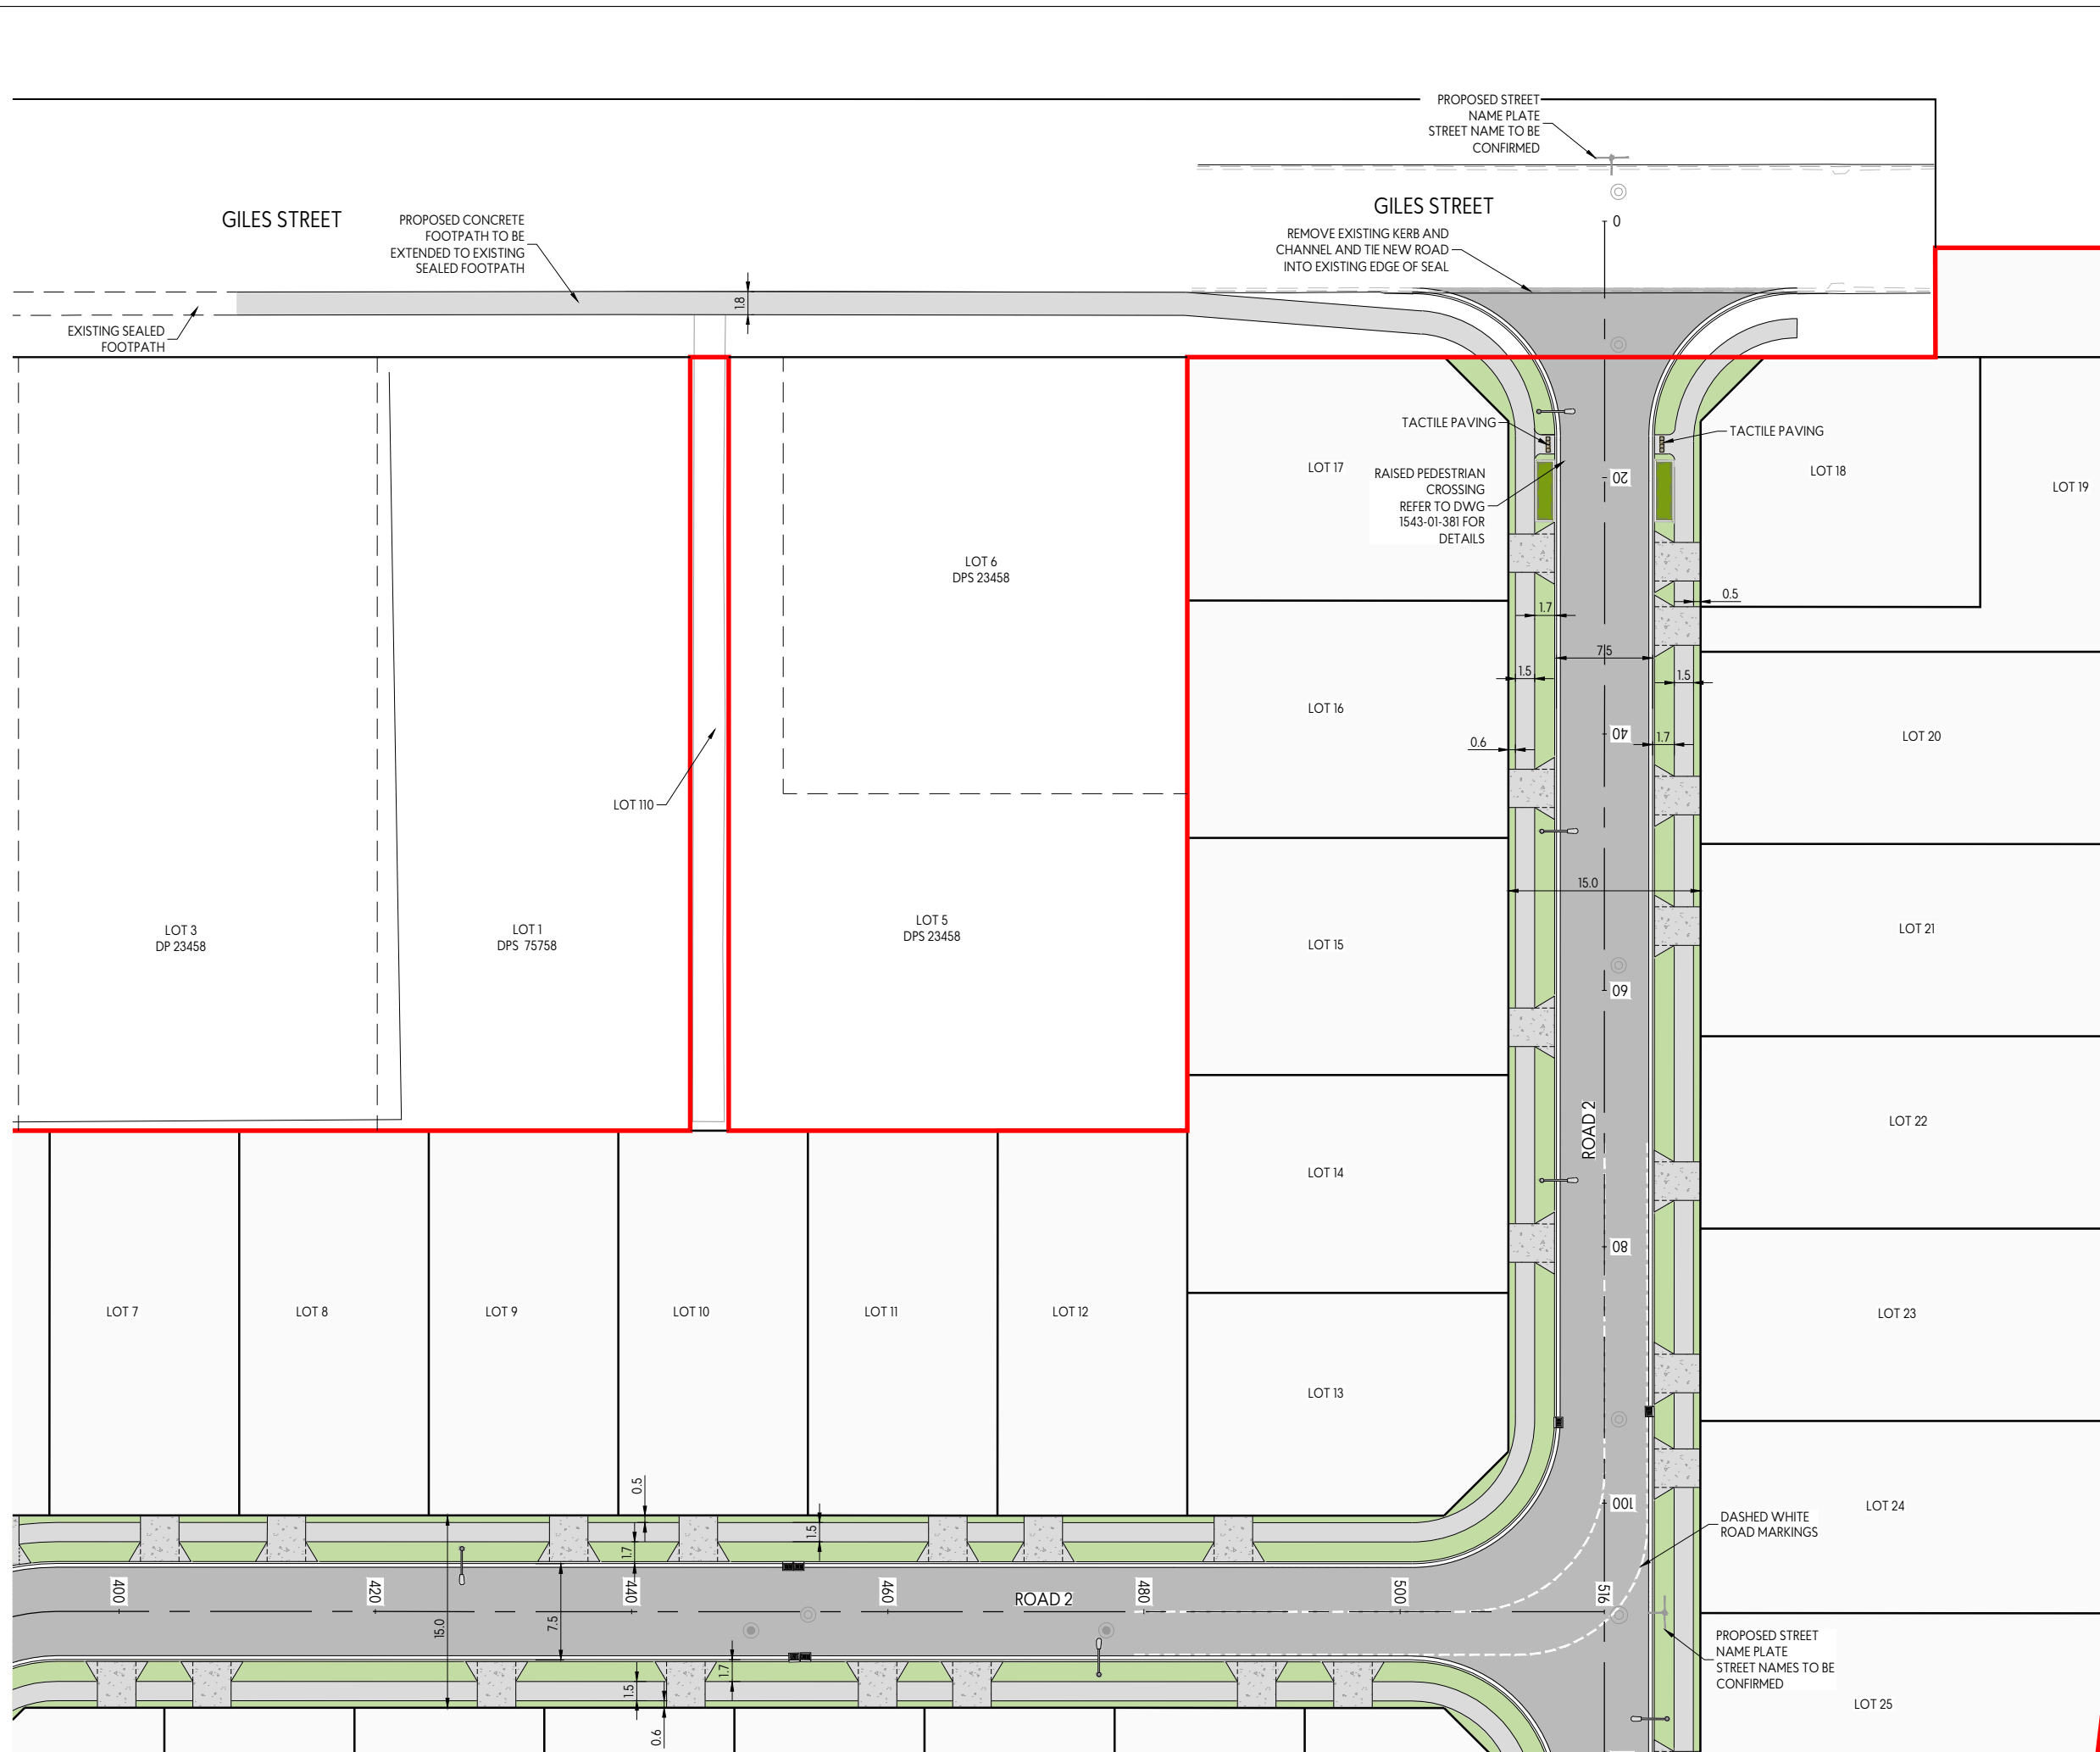 PROPOSED STREET
NAME PLATE
STREET NAME TO BE
CONFIRMED
GILES STREET
PROPOSED CONCRETE
FOOTPATH TO BE
EXTENDED TO EXISTING
SEALED FOOTPATH
GILES STREET
REMOVE EXISTING KERB AND
CHANNEL AND TIE NEW ROAD
INTO EXISTING EDGE OF SEAL
0
1.8
EXISTING SEALED
FOOTPATH
TACTILE PAVING
TACTILE PAVING
LOT 17
RAISED PEDESTRIAN
CROSSING
REFER TO DWG
1543-01-381 FOR
DETAILS
20
LOT 18
LOT 19
LOT 6
DPS 23458
1.7
0.5
7.5
1.5
1.5
LOT 16
0.6
40
1.7
LOT 20
LOT 110
15.0
LOT 3
DP 23458
LOT 1
DPS 75758
LOT 5
DPS 23458
LOT 15
LOT 21
60
ROAD 2
LOT 22
LOT 14
80
LOT 7
LOT 8
LOT 9
LOT 10
LOT 11
LOT 12
LOT 23
LOT 13
0.5
100
LOT 24
DASHED WHITE
ROAD MARKINGS
1.5
1.7
400
420
440
460
480
500
516
ROAD 2
15.0
7.5
PROPOSED STREET
NAME PLATE
STREET NAMES TO BE
CONFIRMED
1.7
1.5
0.6
LOT 25